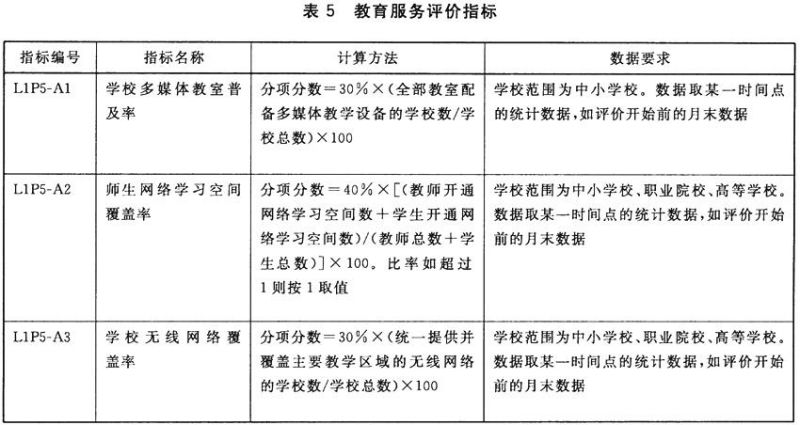 表 5 教育服务评价指标
指标编号 指标名称 计算方法 数据要求
L1P5-A1
学校多媒体教室普
及率
分项分数=30%×(全部教室配
备多媒体教学设备的学校数/学
校总数)×100
学校范围为中小学校。数据取某一时间点
的统计数据,如评价开始前的月末数据
L1P5-A2
师生网络学习空间
覆盖率
分项分数=40%×[(教师开通
网络学习空间数+学生开通网
络学习空间数)/(教师总数+学
生总数)]×100。比率如超过
1则按1取值
学校范围为中小学校、职业院校、高等学校。
数据取某一时间点的统计数据,如评价开始
前的月末数据
L1P5-A3
学校无线网络覆
盖率
分项分数=30%×(统一提供并
覆盖主要教学区域的无线网络
的学校数/学校总数)×100
学校范围为中小学校、职业院校、高等学校。
数据取某一时间点的统计数据,如评价开始
前的月末数据